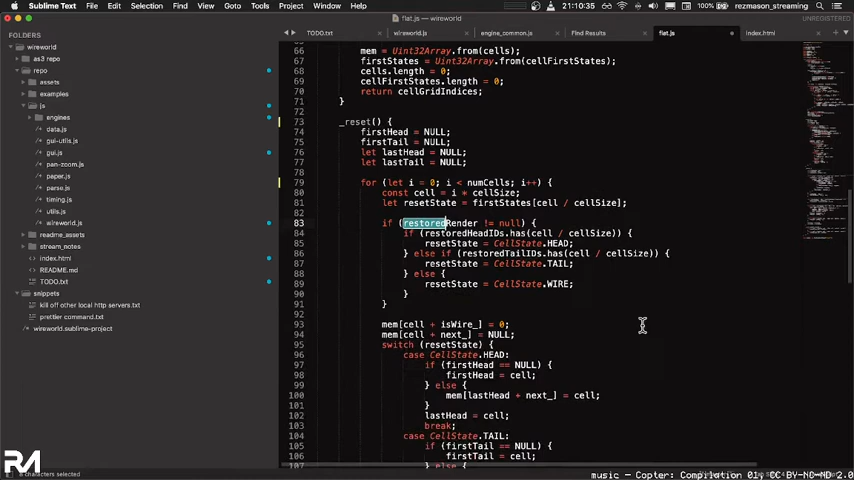 Sublime Text File Edit Selection Find View Goto Tools Project Window Help 100% rezmason_streaming 21:10:35
flat.js UNREGISTERED
FOLDERS
wireworld
as3 repo
repo
assets
examples
js
engines
data.js
gui-utils.js
gui.js
pan-zoom.js
paper.js
parse.js
timing.js
utils.js
wireworld.js
readme_assets
stream_notes
index.html
README.md
TODO.txt
snippets
kill off other local http servers.txt
prettier command.txt
wireworld.sublime-project
TODO.txt wireworld.js engine_common.js Find Results flat.js index.html
66 mem = Uint32Array.from(cells);
67 firstStates = Uint32Array.from(cellFirstStates);
68 cells.length = 0;
69 cellFirstStates.length = 0;
70 return cellGridIndices;
71 }
72
73 _reset() {
74 firstHead = NULL;
75 firstTail = NULL;
76 let lastHead = NULL;
77 let lastTail = NULL;
78
79 for (let i = 0; i < numCells; i++) {
80 const cell = i * cellSize;
81 let resetState = firstStates[cell / cellSize];
82
83 if (restoredRender != null) {
84 if (restoredHeadIDs.has(cell / cellSize)) {
85 resetState = CellState.HEAD;
86 } else if (restoredTailIDs.has(cell / cellSize)) {
87 resetState = CellState.TAIL;
88 } else {
89 resetState = CellState.WIRE;
90 }
91 }
92
93 mem[cell + isWire_] = 0;
94 mem[cell + next_] = NULL;
95 switch (resetState) {
96 case CellState.HEAD:
97 if (firstHead == NULL) {
98 firstHead = cell;
99 } else {
100 mem[lastHead + next_] = cell;
101 }
102 lastHead = cell;
103 break;
104 case CellState.TAIL:
105 if (firstTail == NULL) {
106 firstTail = cell;
107 } else {
RM
8 characters selected
music - Copter: Compilation 01, CC BY-NC-ND 2.0